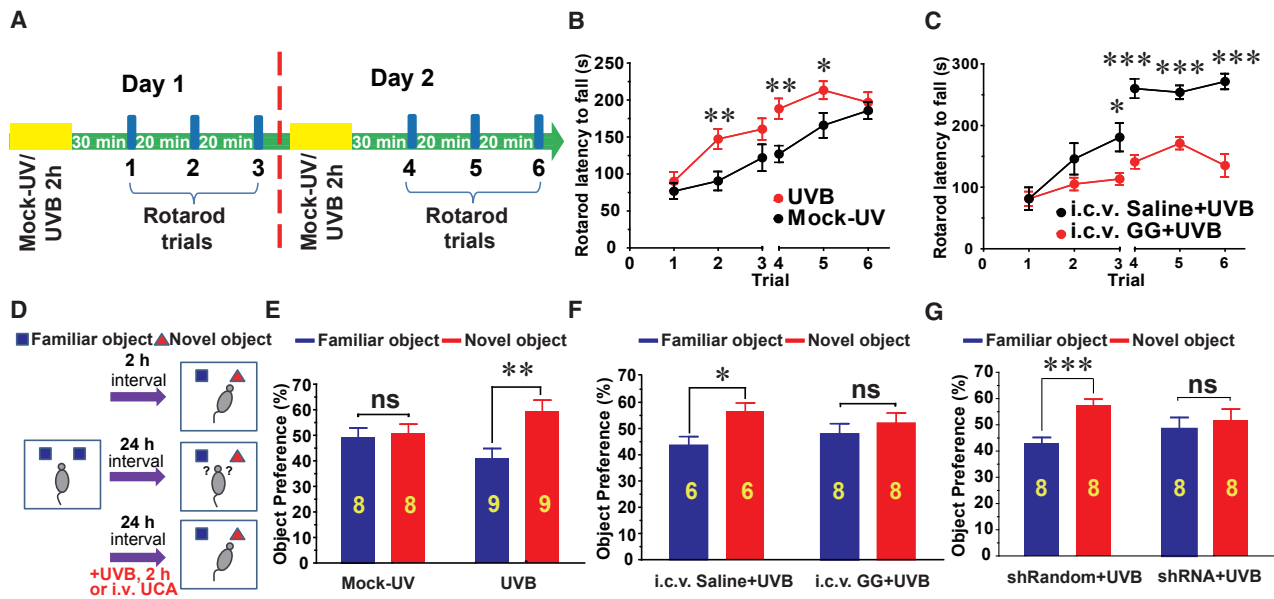 A
Day 1
Day 2
30 min
20 min
20 min
30 min
20 min
20 min
1
2
3
4
5
6
Mock-UV/
UVB 2h
Rotarod
trials
Mock-UV/
UVB 2h
Rotarod
trials
B
Rotarod latency to fall (s)
250
200
150
100
50
0
**
**
*
UVB
Mock-UV
0
1
2
3
4
5
6
Trial
C
Rotarod latency to fall (s)
300
200
100
0
*
***
***
***
i.c.v. Saline+UVB
i.c.v. GG+UVB
0
1
2
3
4
5
6
Trial
D
Familiar object
Novel object
2 h
interval
24 h
interval
? ?
24 h
interval
+UVB, 2 h
or i.v. UCA
E
Familiar object
Novel object
Object Preference (%)
70
60
50
40
30
20
10
0
ns
**
8
8
9
9
Mock-UV
UVB
F
Familiar object
Novel object
Object Preference (%)
70
60
50
40
30
20
10
0
*
ns
6
6
8
8
i.c.v. Saline+UVB
i.c.v. GG+UVB
G
Familiar object
Novel object
Object Preference (%)
70
60
50
40
30
20
10
0
***
ns
8
8
8
8
shRandom+UVB
shRNA+UVB